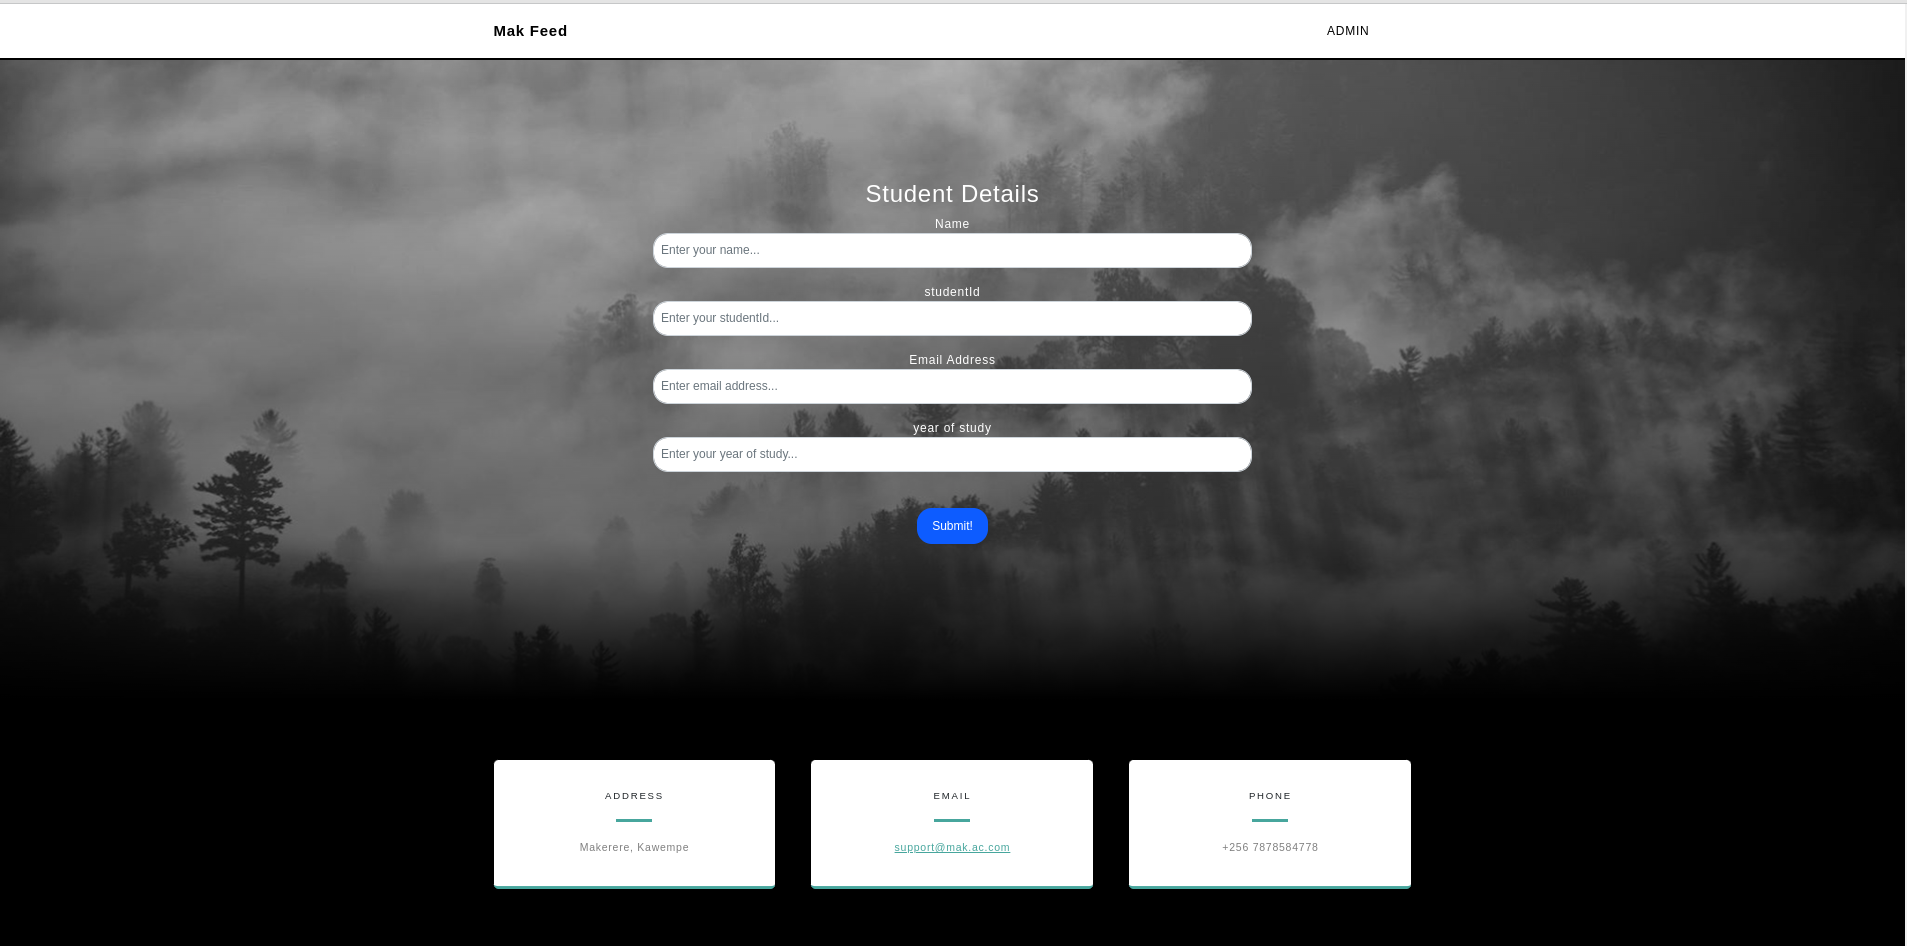 Mak Feed
ADMIN
Student Details
Name
Enter your name...
studentId
Enter your studentId...
Email Address
Enter email address...
year of study
Enter your year of study...
Submit!
ADDRESS
Makerere, Kawempe
EMAIL
support@mak.ac.com
PHONE
+256 7878584778